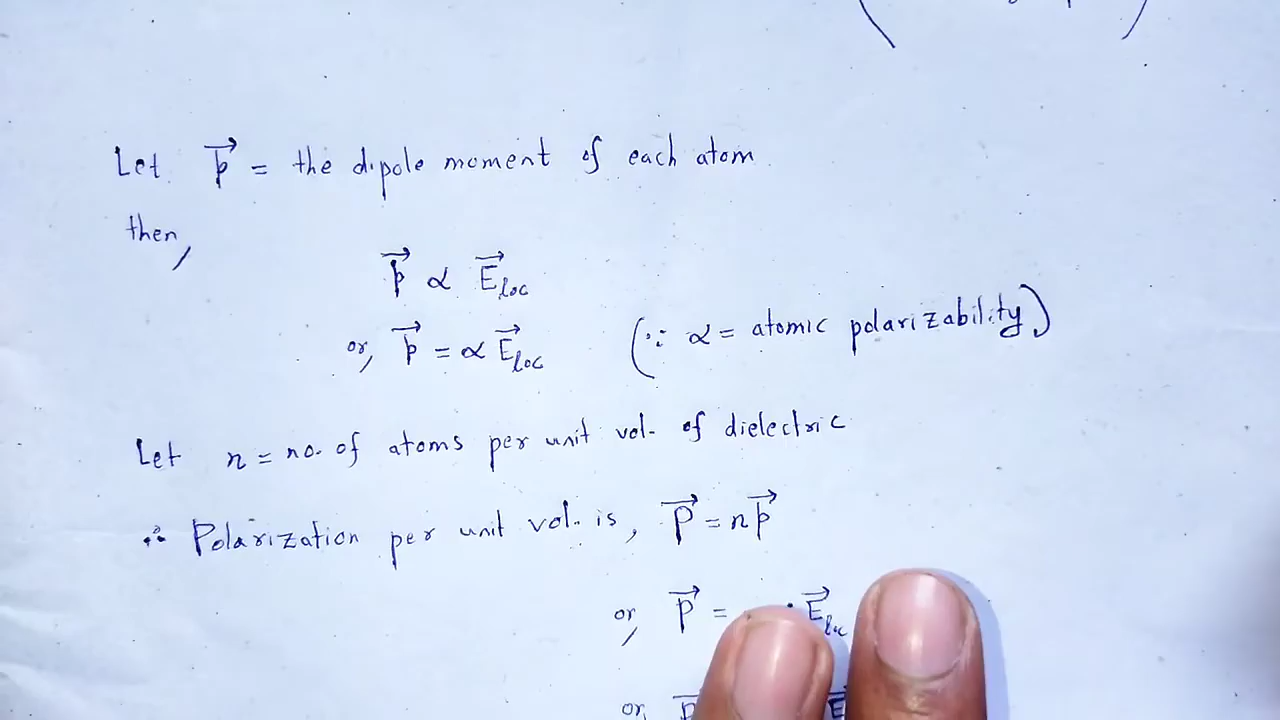 Let p⃗ = the dipole moment of each atom.
then,
p⃗ ∝ E⃗loc
or, p⃗ = α E⃗loc (∵ α = atomic polarizability)
Let n = no. of atoms per unit vol. of dielectric
∴ Polarization per unit vol. is, P⃗ = n p⃗
or, P⃗ = E⃗loc
or,